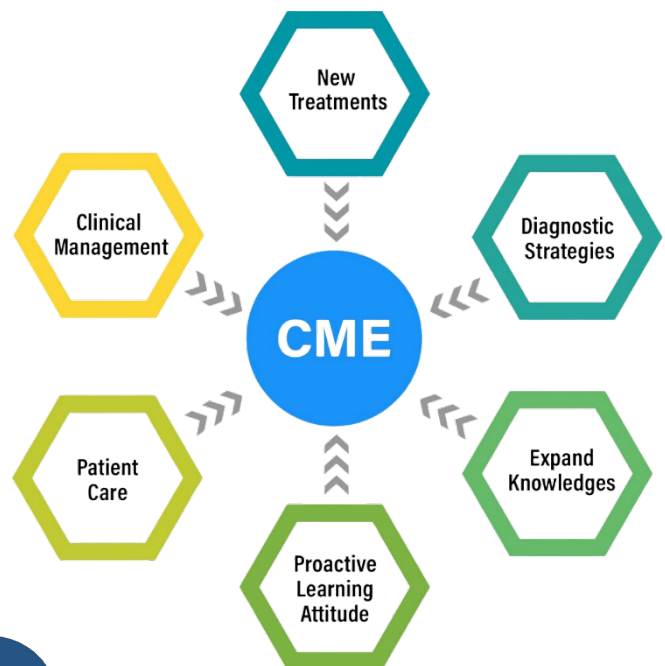 New
Treatments
Clinical
Management
Diagnostic
Strategies
CME
Patient
Care
Expand
Knowledges
Proactive
Learning
Attitude